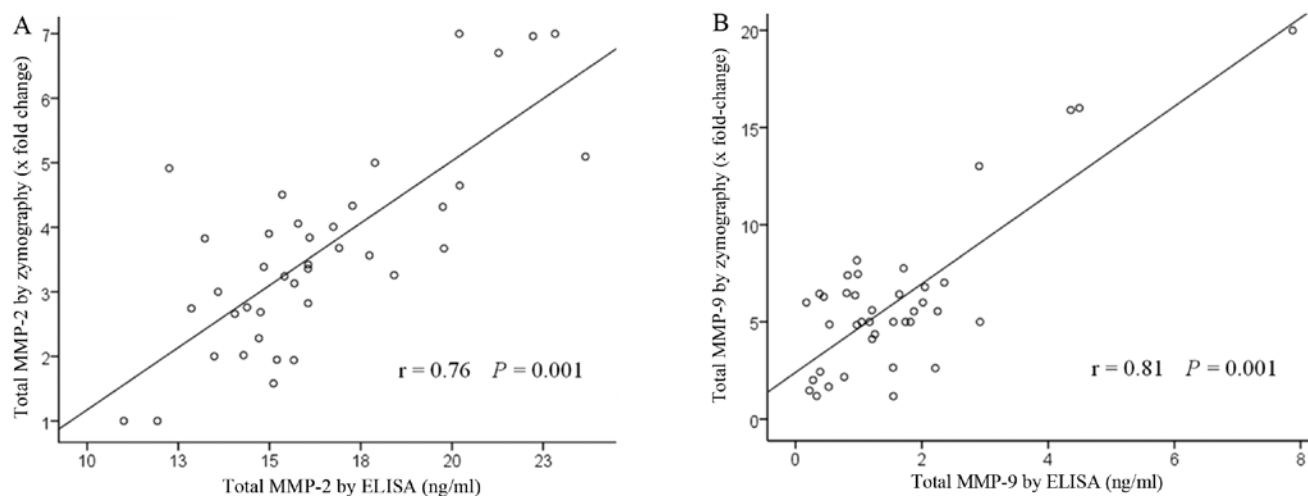 A
Total MMP-2 by zymography (x fold change)
7
6
5
4
3
2
1
r = 0.76 P = 0.001
10 13 15 18 20 23
Total MMP-2 by ELISA (ng/ml)
B
Total MMP-9 by zymography (x fold-change)
20
15
10
5
0
r = 0.81 P = 0.001
0 2 4 6 8
Total MMP-9 by ELISA (ng/ml)